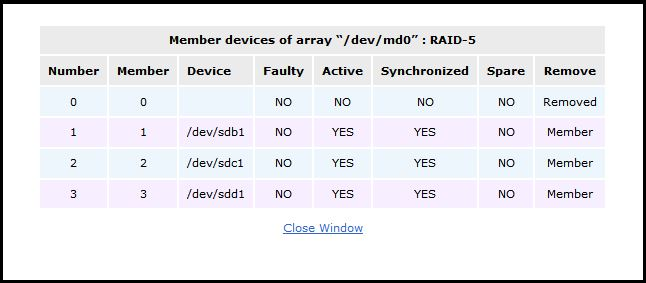 Member devices of array “/dev/md0” : RAID-5
Number Member Device Faulty Active Synchronized Spare Remove
0 0 NO NO NO NO Removed
1 1 /dev/sdb1 NO YES YES NO Member
2 2 /dev/sdc1 NO YES YES NO Member
3 3 /dev/sdd1 NO YES YES NO Member
Close Window